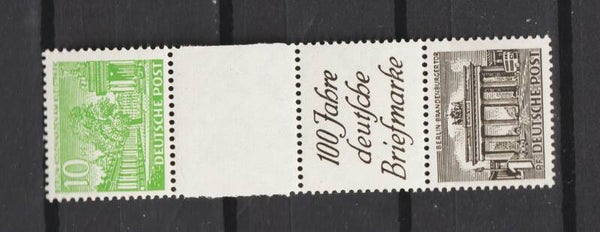 10
DEUTSCHE POST
100 Jahre
deutsche
Briefmarke
BERLIN BRANDENBURGER TOR
DEUTSCHE POST